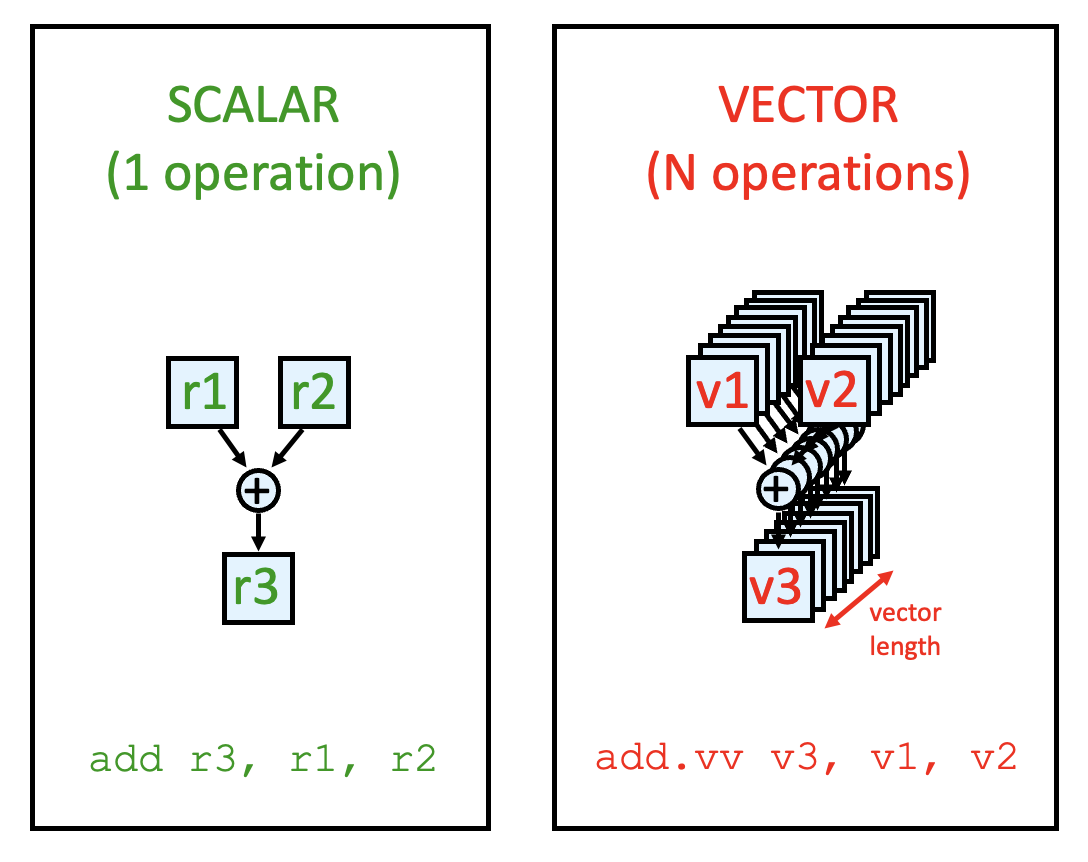 SCALAR
(1 operation)
r1 r2
+
r3
add r3, r1, r2
VECTOR
(N operations)
v1 v2
+
v3
vector
length
add.vv v3, v1, v2